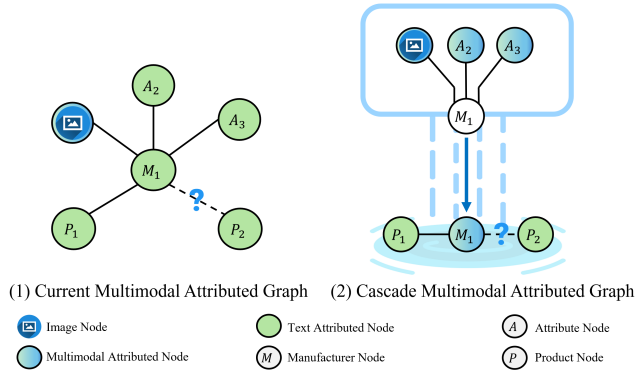 A₂
A₃
M₁
?
P₁
P₂
A₂
A₃
M₁
P₁
M₁
?
P₂
(1) Current Multimodal Attributed Graph
(2) Cascade Multimodal Attributed Graph
Image Node
Text Attributed Node
A
Attribute Node
Multimodal Attributed Node
M
Manufacturer Node
P
Product Node